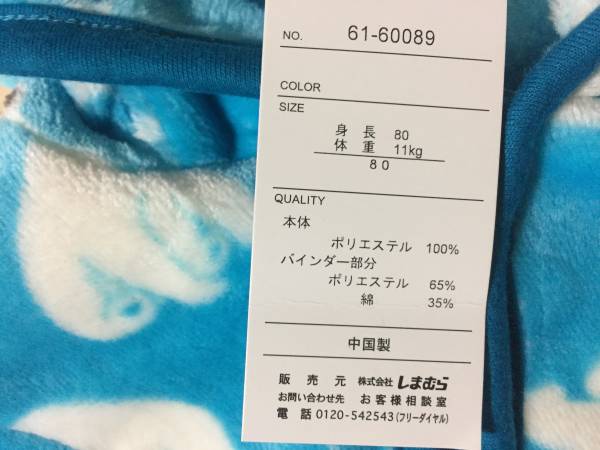 NO. 61-60089
COLOR
SIZE
身長 80
体重 11kg
80
QUALITY
本体
ポリエステル 100%
バインダー部分
ポリエステル 65%
綿 35%
中国製
販売元 株式会社 しまむら
お問い合わせ先 お客様相談室
電話 0120-542543(フリーダイヤル)